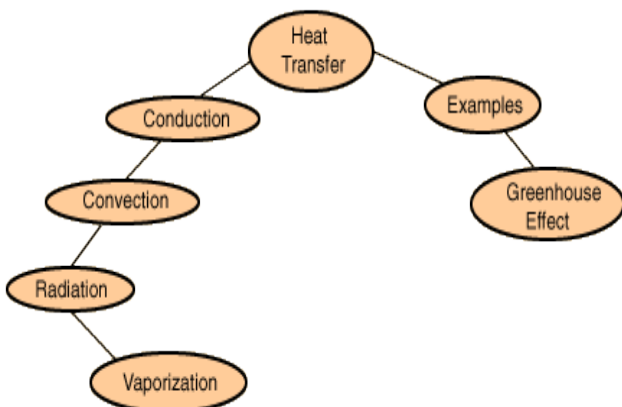 Heat
Transfer
Examples
Conduction
Convection
Greenhouse
Effect
Radiation
Vaporization